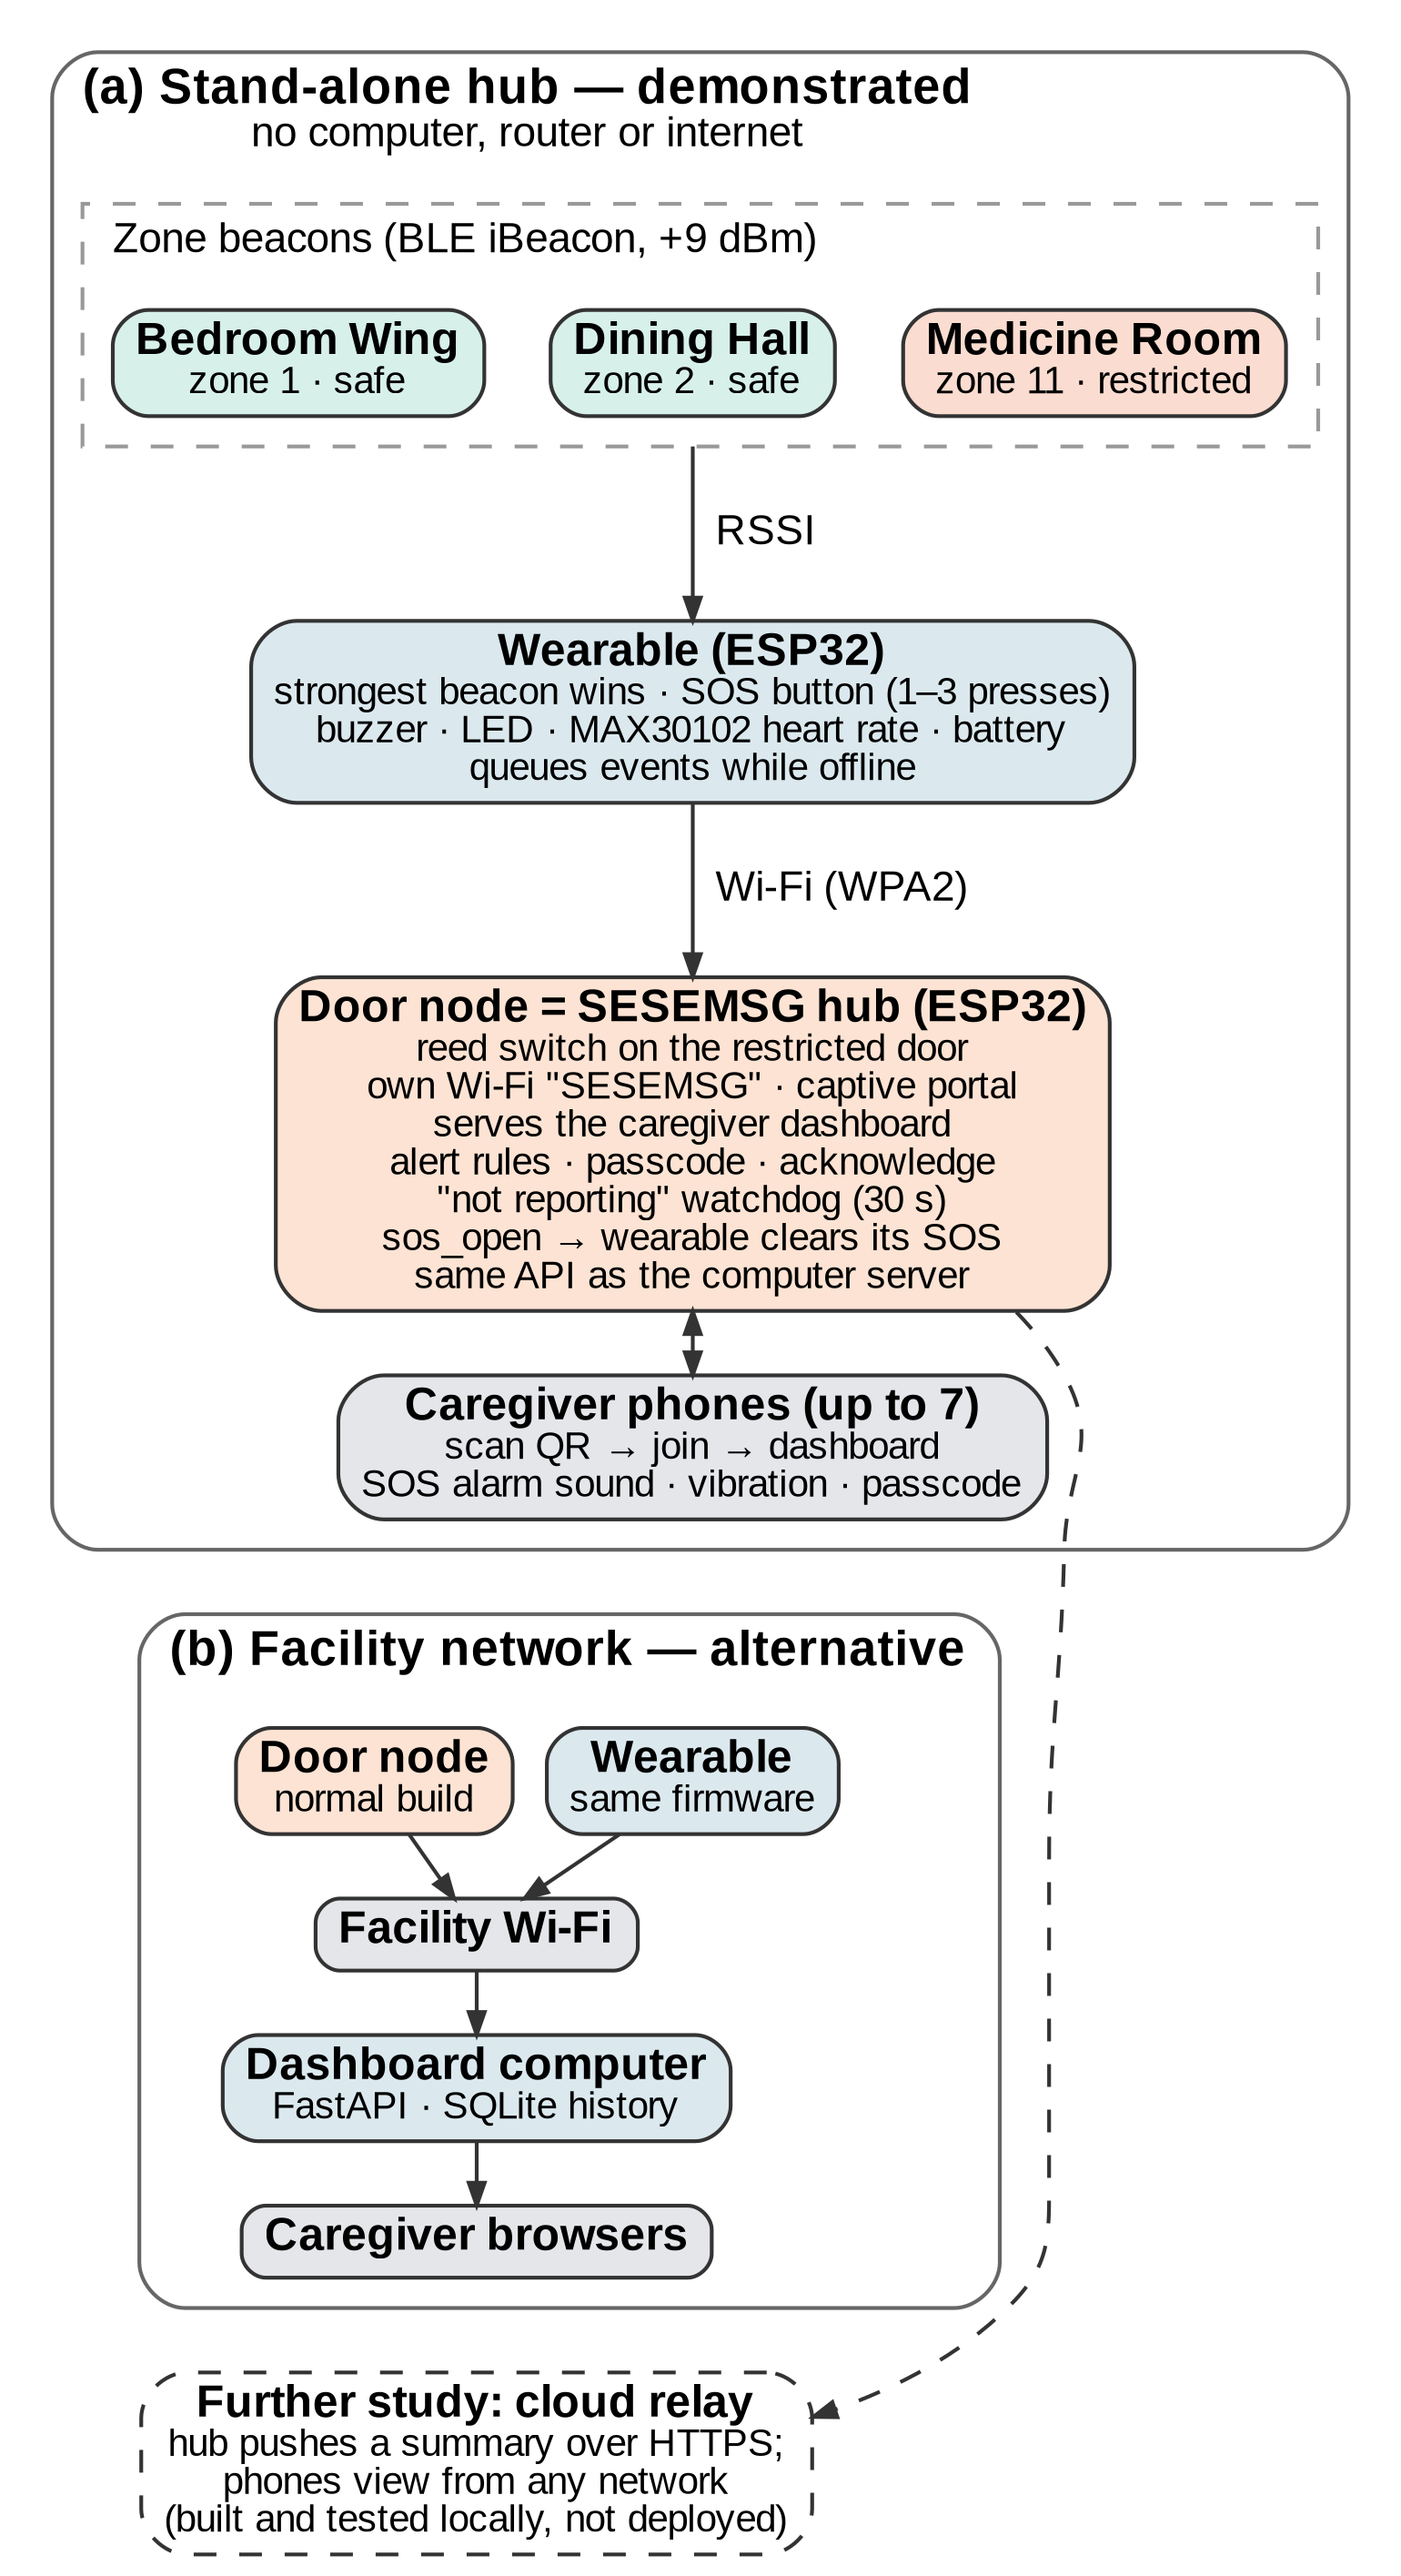 (a) Stand-alone hub — demonstrated
no computer, router or internet
Zone beacons (BLE iBeacon, +9 dBm)
Bedroom Wing
zone 1 · safe
Dining Hall
zone 2 · safe
Medicine Room
zone 11 · restricted
RSSI
Wearable (ESP32)
strongest beacon wins · SOS button (1–3 presses)
buzzer · LED · MAX30102 heart rate · battery
queues events while offline
Wi-Fi (WPA2)
Door node = SESEMSG hub (ESP32)
reed switch on the restricted door
own Wi-Fi "SESEMSG" · captive portal
serves the caregiver dashboard
alert rules · passcode · acknowledge
"not reporting" watchdog (30 s)
sos_open → wearable clears its SOS
same API as the computer server
Caregiver phones (up to 7)
scan QR → join → dashboard
SOS alarm sound · vibration · passcode
(b) Facility network — alternative
Door node
normal build
Wearable
same firmware
Facility Wi-Fi
Dashboard computer
FastAPI · SQLite history
Caregiver browsers
Further study: cloud relay
hub pushes a summary over HTTPS;
phones view from any network
(built and tested locally, not deployed)